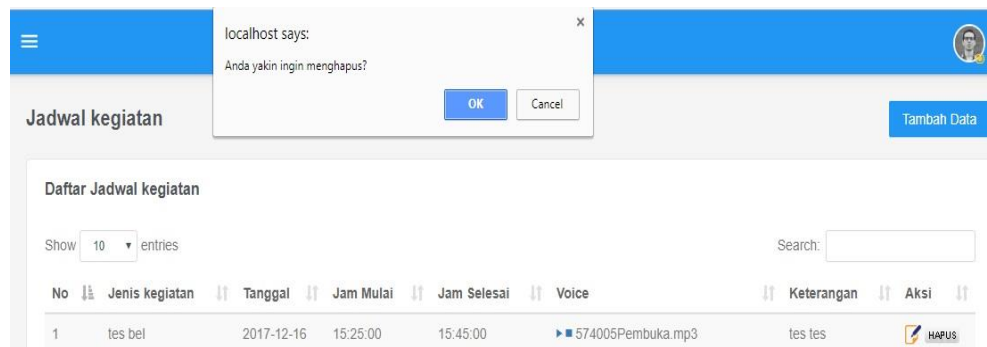 localhost says:
Anda yakin ingin menghapus?
OK Cancel
Jadwal kegiatan
Tambah Data
Daftar Jadwal kegiatan
Show 10 entries
Search:
No Jenis kegiatan Tanggal Jam Mulai Jam Selesai Voice Keterangan Aksi
1 tes bel 2017-12-16 15:25:00 15:45:00 574005Pembuka.mp3 tes tes HAPUS